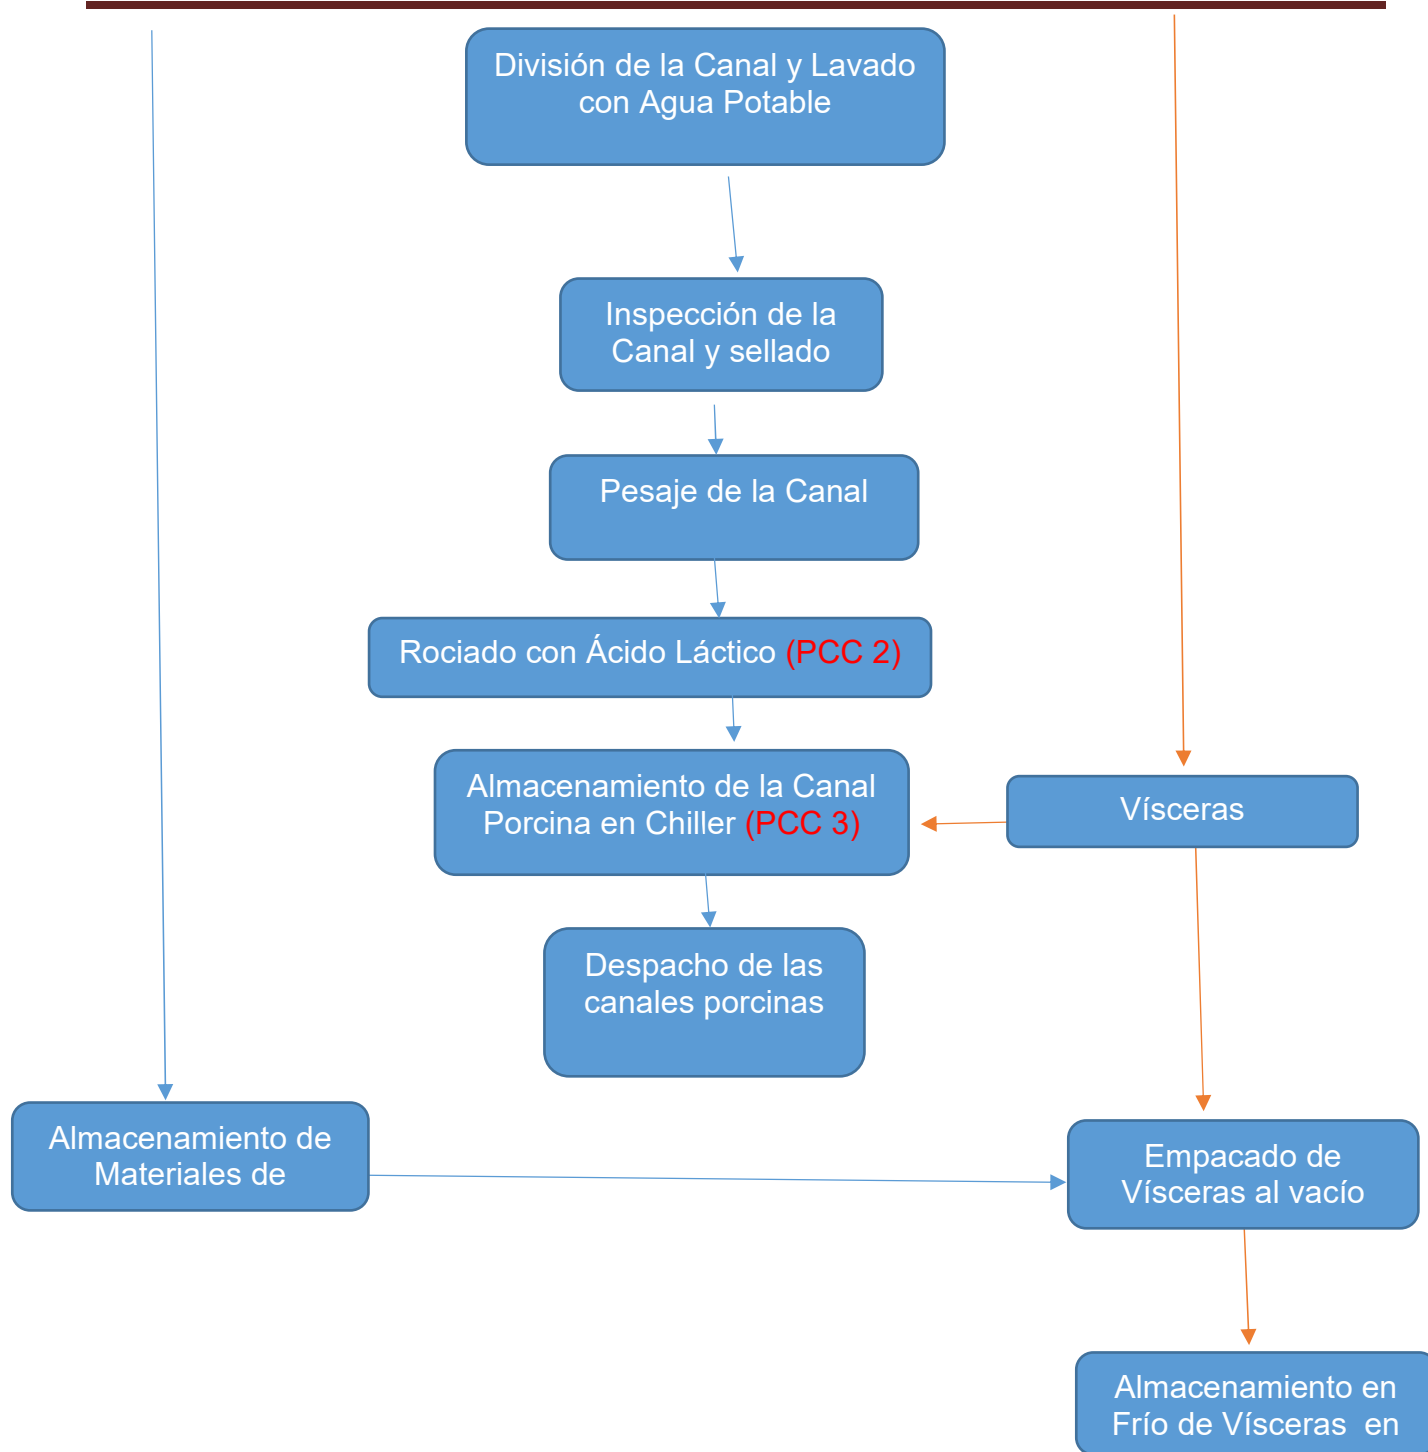 División de la Canal y Lavado
con Agua Potable
Inspección de la
Canal y sellado
Pesaje de la Canal
Rociado con Ácido Láctico (PCC 2)
Almacenamiento de la Canal
Porcina en Chiller (PCC 3)
Vísceras
Despacho de las
canales porcinas
Almacenamiento de
Materiales de
Empacado de
Vísceras al vacío
Almacenamiento en
Frío de Vísceras  en